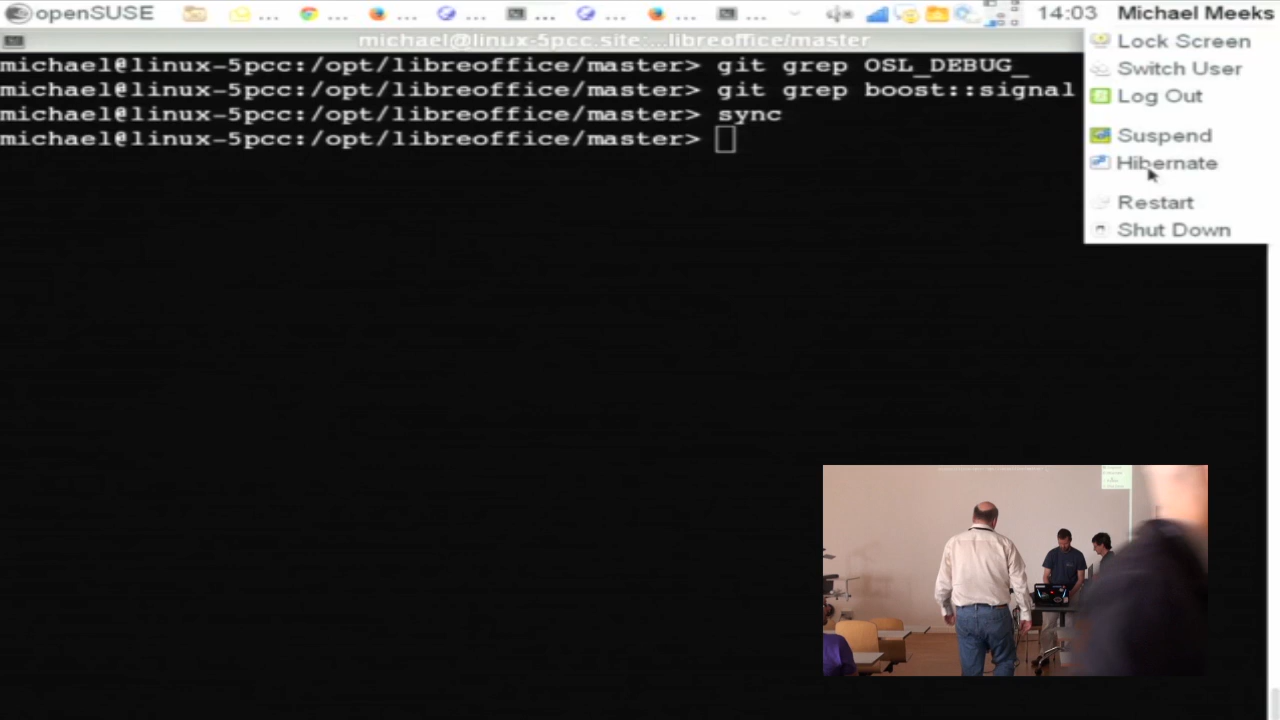 openSUSE ... ... ... ... ... ... ... ... 14:03 Michael Meeks
michael@linux-5pcc.site:...libreoffice/master
michael@linux-5pcc:/opt/libreoffice/master> git grep OSL_DEBUG_
michael@linux-5pcc:/opt/libreoffice/master> git grep boost::signal
michael@linux-5pcc:/opt/libreoffice/master> sync
michael@linux-5pcc:/opt/libreoffice/master>
Lock Screen
Switch User
Log Out
Suspend
Hibernate
Restart
Shut Down